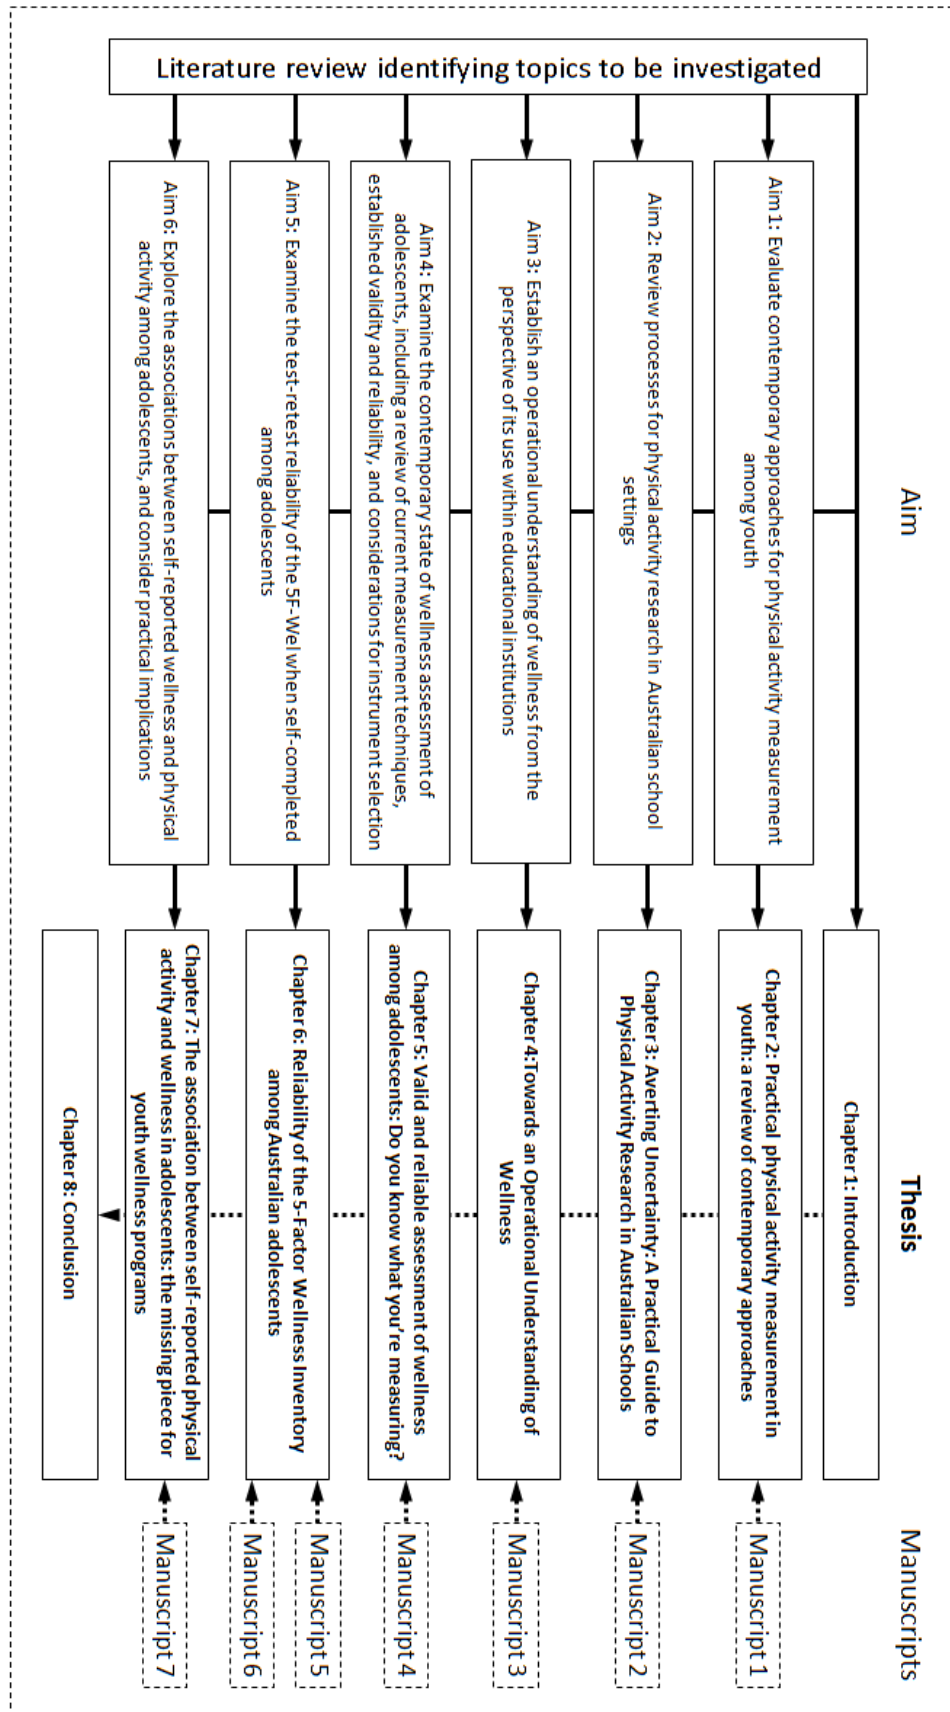 Literature review identifying topics to be investigated
Aim
Thesis
Manuscripts
Chapter 1: Introduction
Aim 1: Evaluate contemporary approaches for physical activity measurement
among youth
Chapter 2: Practical physical activity measurement in
youth: a review of contemporary approaches
Manuscript 1
Aim 2: Review processes for physical activity research in Australian school
settings
Chapter 3: Averting Uncertainty: A Practical Guide to
Physical Activity Research in Australian Schools
Manuscript 2
Aim 3: Establish an operational understanding of wellness from the
perspective of its use within educational institutions
Chapter 4:Towards an Operational Understanding of
Wellness
Manuscript 3
Aim 4: Examine the contemporary state of wellness assessment of
adolescents, including a review of current measurement techniques,
established validity and reliability, and considerations for instrument selection
Chapter 5: Valid and reliable assessment of wellness
among adolescents: Do you know what you're measuring?
Manuscript 4
Aim 5: Examine the test-retest reliability of the 5F-Wel when self-completed
among adolescents
Chapter 6: Reliability of the 5-Factor Wellness Inventory
among Australian adolescents
Manuscript 5
Manuscript 6
Aim 6: Explore the associations between self-reported wellness and physical
activity among adolescents, and consider practical implications
Chapter 7: The association between self-reported physical
activity and wellness in adolescents: the missing piece for
youth wellness programs
Manuscript 7
Chapter 8: Conclusion